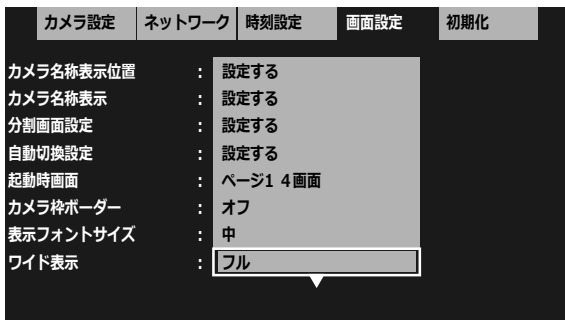 カメラ設定 ネットワーク 時刻設定 画面設定 初期化
カメラ名称表示位置 : 設定する
カメラ名称表示 : 設定する
分割画面設定 : 設定する
自動切換設定 : 設定する
起動時画面 : ページ1 4画面
カメラ枠ボーダー : オフ
表示フォントサイズ : 中
ワイド表示 : フル